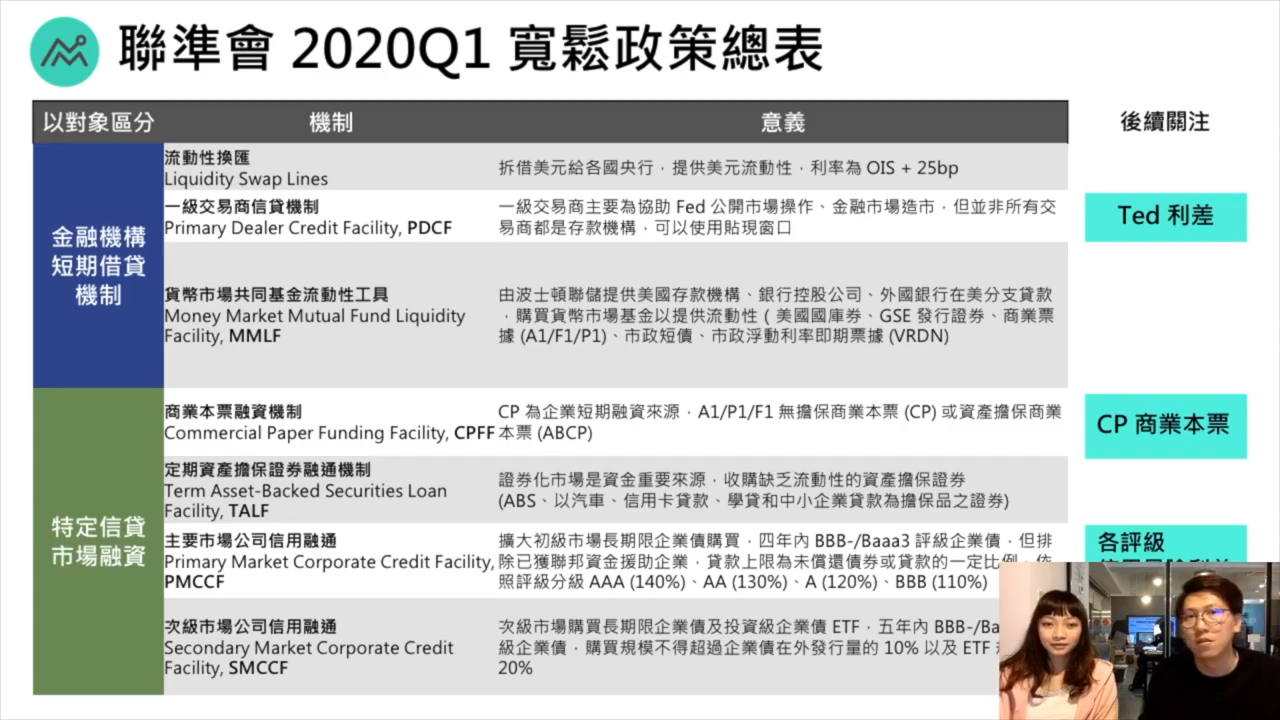 聯準會 2020Q1 寬鬆政策總表
以對象區分 機制 意義 後續關注
金融機構
短期借貸
機制
流動性換匯
Liquidity Swap Lines
拆借美元給各國央行，提供美元流動性，利率為 OIS + 25bp
一級交易商信貸機制
Primary Dealer Credit Facility, PDCF
一級交易商主要為協助 Fed 公開市場操作、金融市場造市，但並非所有交
易商都是存款機構，可以使用貼現窗口
Ted 利差
貨幣市場共同基金流動性工具
Money Market Mutual Fund Liquidity
Facility, MMLF
由波士頓聯儲提供美國存款機構、銀行控股公司、外國銀行在美分支貸款
，購買貨幣市場基金以提供流動性 ( 美國國庫券、GSE 發行證券、商業票
據 (A1/F1/P1)、市政短債、市政浮動利率即期票據 (VRDN)
特定信貸
市場融資
商業本票融資機制
Commercial Paper Funding Facility, CPFF
CP 為企業短期融資來源，A1/P1/F1 無擔保商業本票 (CP) 或資產擔保商業
本票 (ABCP)
CP 商業本票
定期資產擔保證券融通機制
Term Asset-Backed Securities Loan
Facility, TALF
證券化市場是資金重要來源，收購缺乏流動性的資產擔保證券
(ABS、以汽車、信用卡貸款、學貸和中小企業貸款為擔保品之證券)
主要市場公司信用融通
Primary Market Corporate Credit Facility,
PMCCF
擴大初級市場長期限企業債購買，四年內 BBB-/Baaa3 評級企業債，但排
除已獲聯邦資金援助企業，貸款上限為未償還債券或貸款的一定比例，依
照評級分級 AAA (140%)、AA (130%)、A (120%)、BBB (110%)
各評級
次級市場公司信用融通
Secondary Market Corporate Credit
Facility, SMCCF
次級市場購買長期限企業債及投資級企業債 ETF，五年內 BBB-/Ba
級企業債，購買規模不得超過企業債在外發行量的 10% 以及 ETF
20%